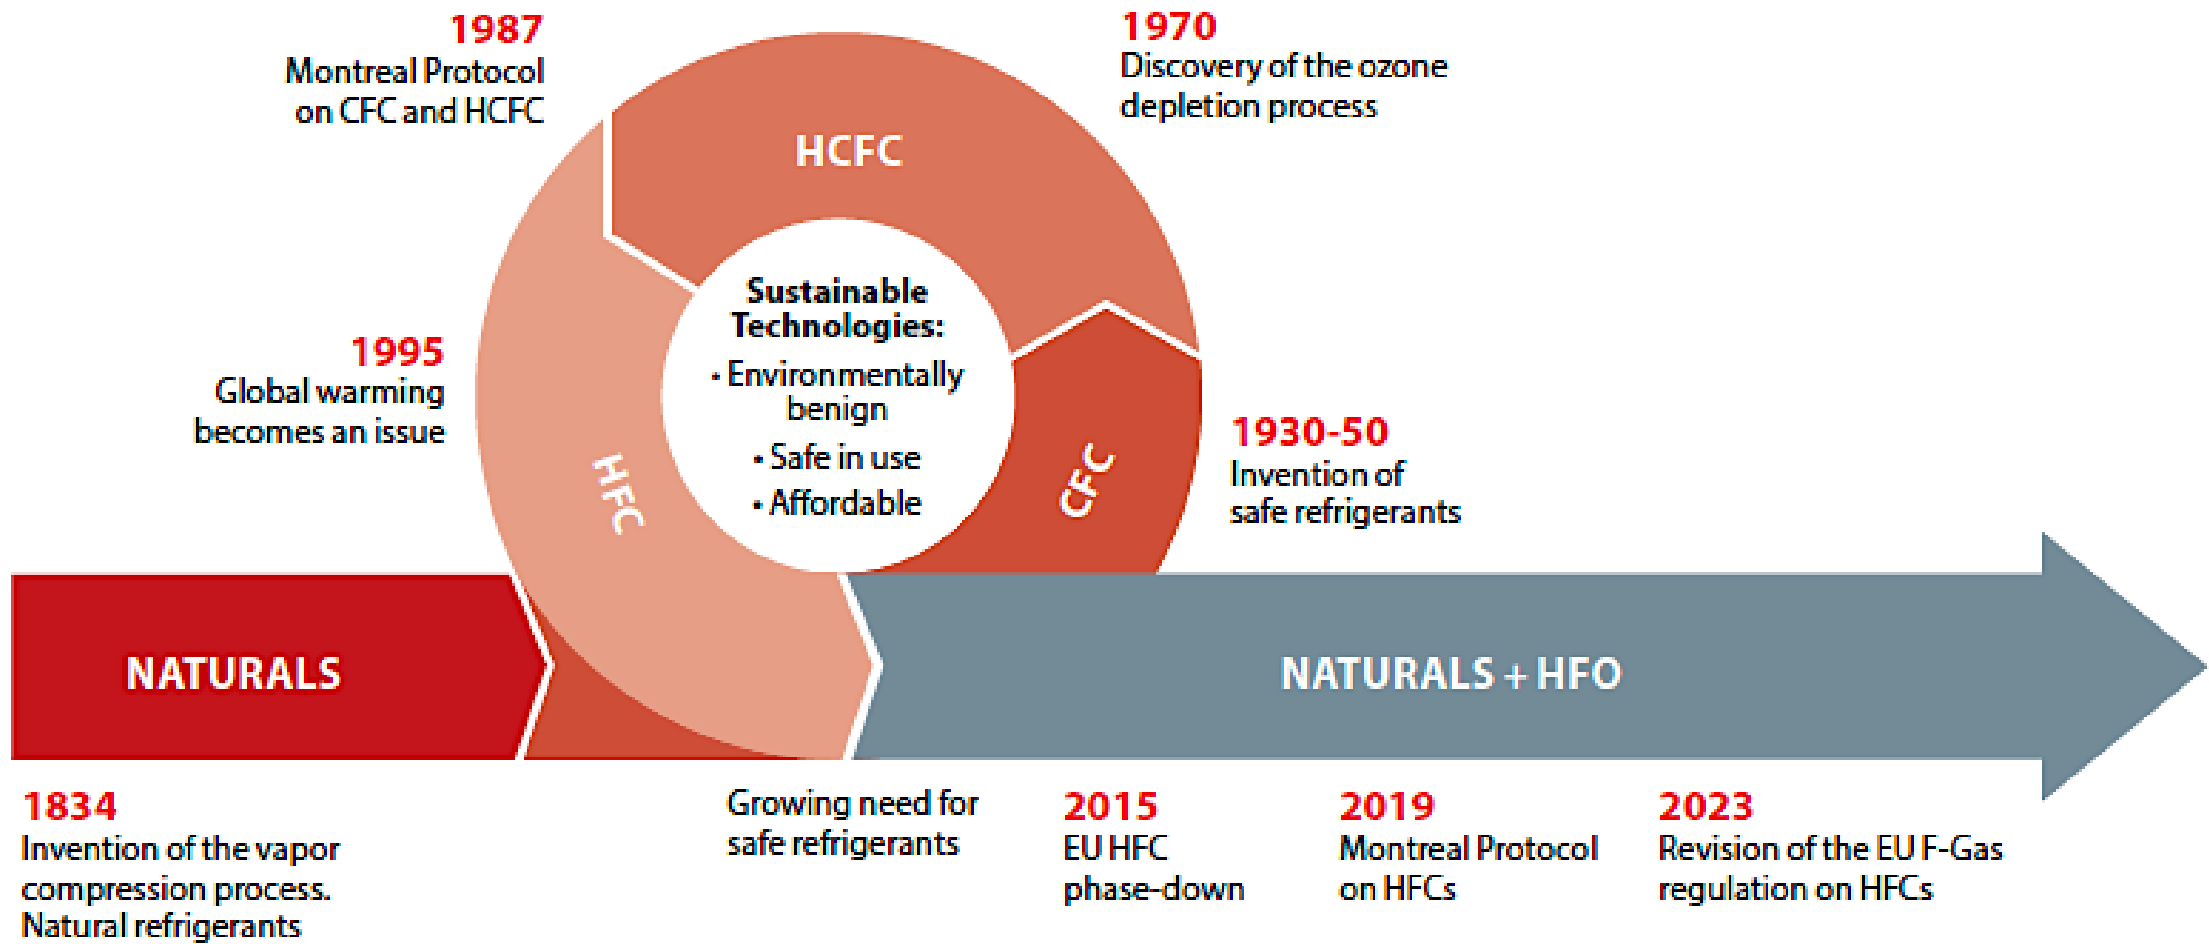 1987
Montreal Protocol
on CFC and HCFC
1970
Discovery of the ozone
depletion process
HCFC
Sustainable
Technologies:
• Environmentally
benign
• Safe in use
• Affordable
1995
Global warming
becomes an issue
HFC
CFC
1930-50
Invention of
safe refrigerants
NATURALS
NATURALS + HFO
1834
Invention of the vapor
compression process.
Natural refrigerants
Growing need for
safe refrigerants
2015
EU HFC
phase-down
2019
Montreal Protocol
on HFCs
2023
Revision of the EU F-Gas
regulation on HFCs